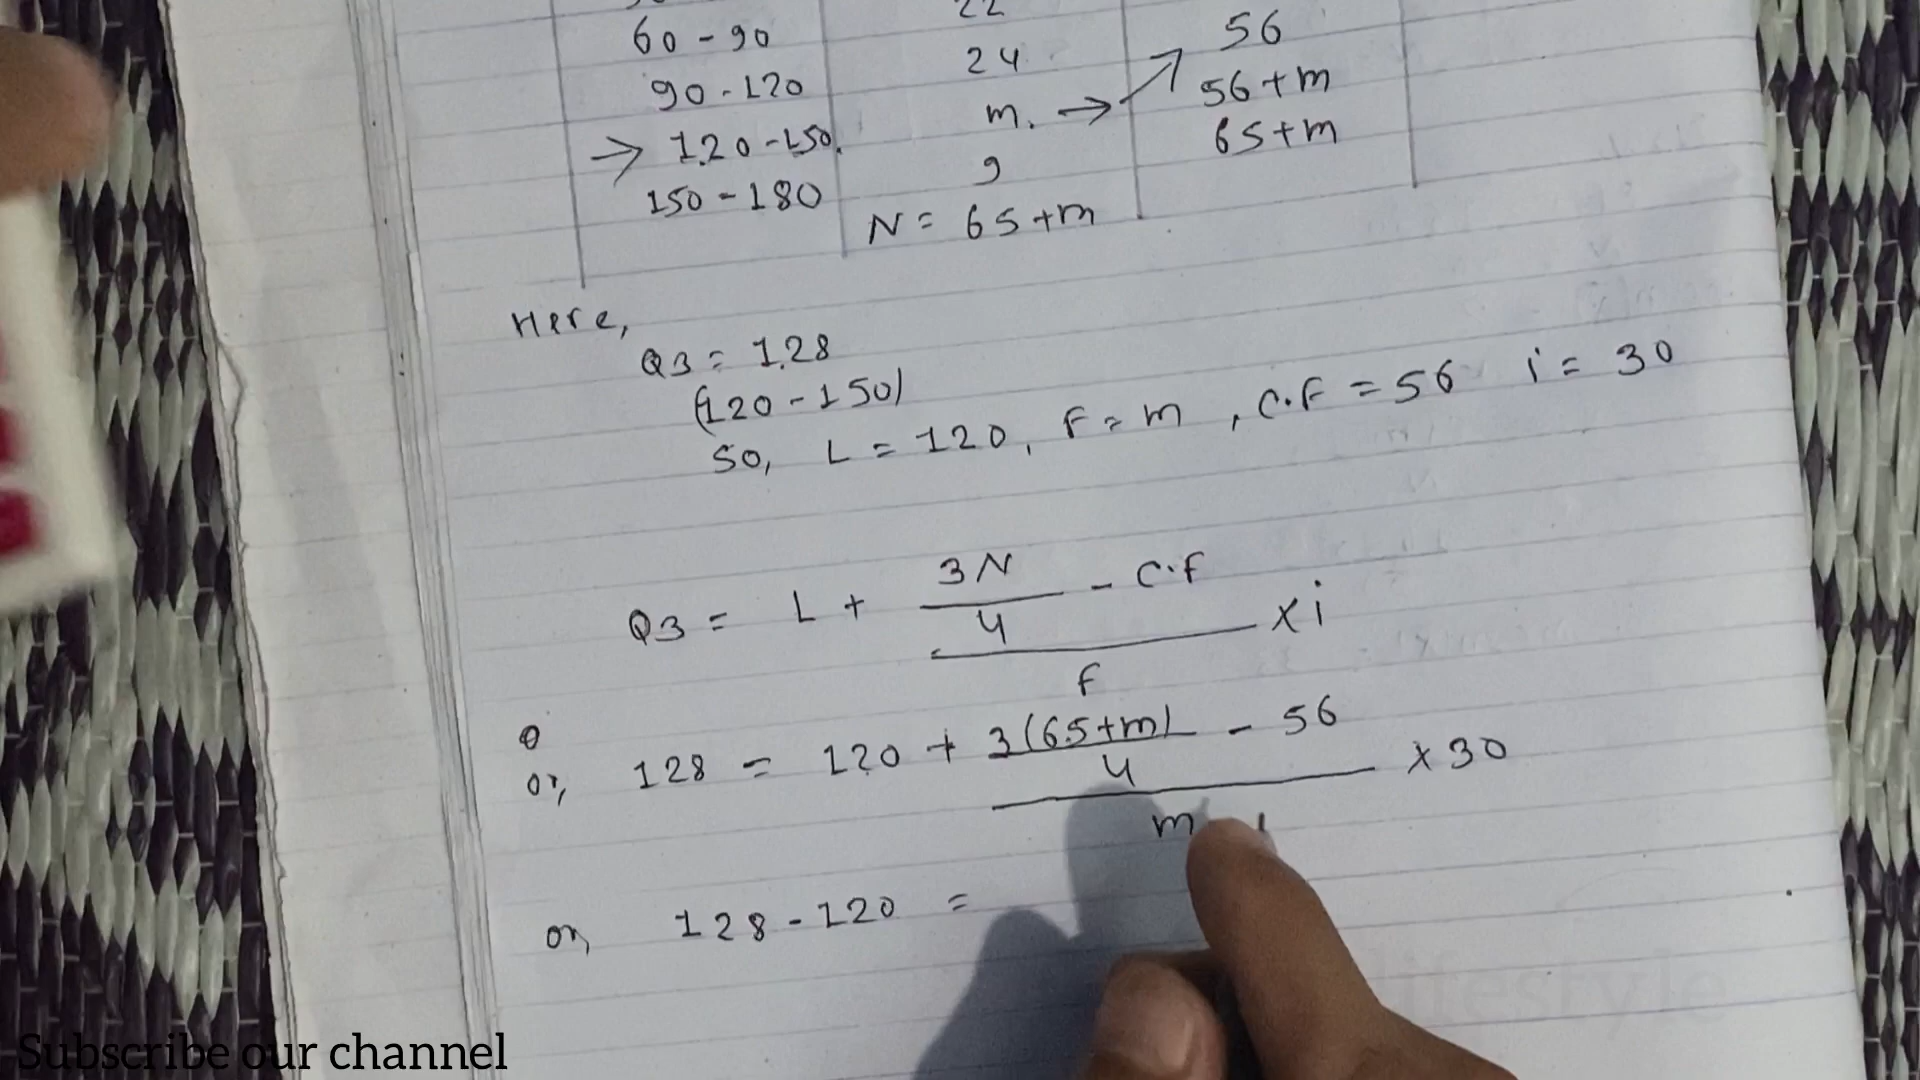 22
60 - 90 24 56
90 - 120 m. → 56 + m
→ 120 - 150 9 65 + m
150 - 180 N = 65 + m
Here,
Q3 = 128
(120 - 150)
so, L = 120, F = m, C.F = 56 i = 30
Q3 = L + 3N/4 - C.F / F × i
or, 128 = 120 + 3(65+m)/4 - 56 / m × 30
or, 128 - 120 =
lifestyle
Subscribe our channel